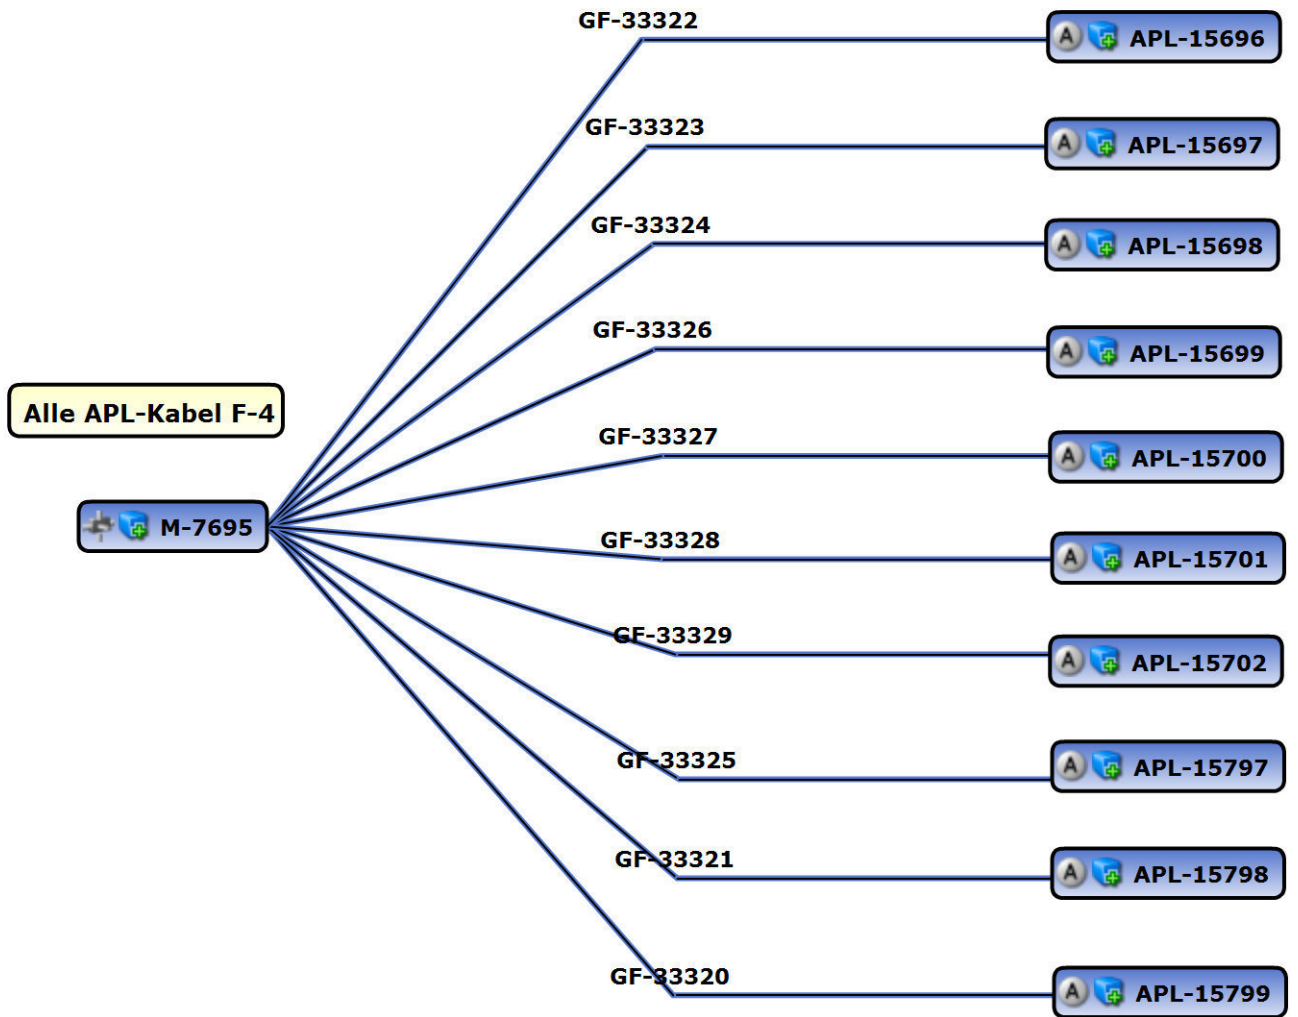 GF-33322
A APL-15696
GF-33323
A APL-15697
GF-33324
A APL-15698
GF-33326
A APL-15699
Alle APL-Kabel F-4
GF-33327
A APL-15700
M-7695
GF-33328
A APL-15701
GF-33329
A APL-15702
GF-33325
A APL-15797
GF-33321
A APL-15798
GF-33320
A APL-15799